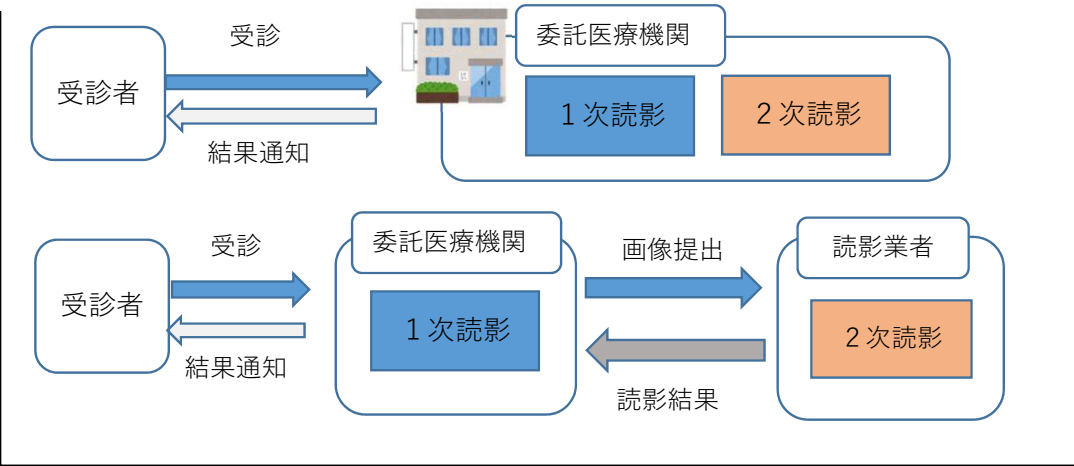 受診
委託医療機関
受診者
1次読影
2次読影
結果通知
受診
委託医療機関
画像提出
読影業者
受診者
1次読影
2次読影
結果通知
読影結果